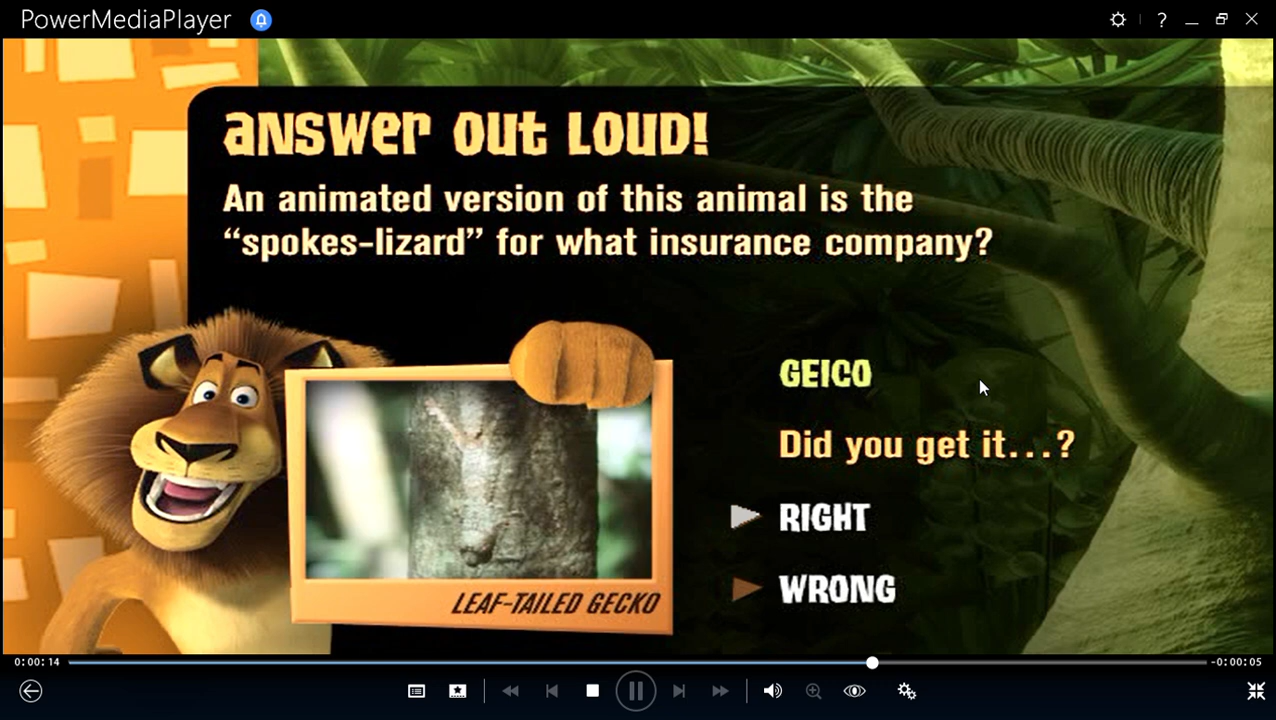 PowerMediaPlayer
?
ANSWER OUT LOUD!
An animated version of this animal is the
“spokes-lizard” for what insurance company?
GEICO
Did you get it...?
RIGHT
WRONG
LEAF-TAILED GECKO
0:00:14
-0:00:05